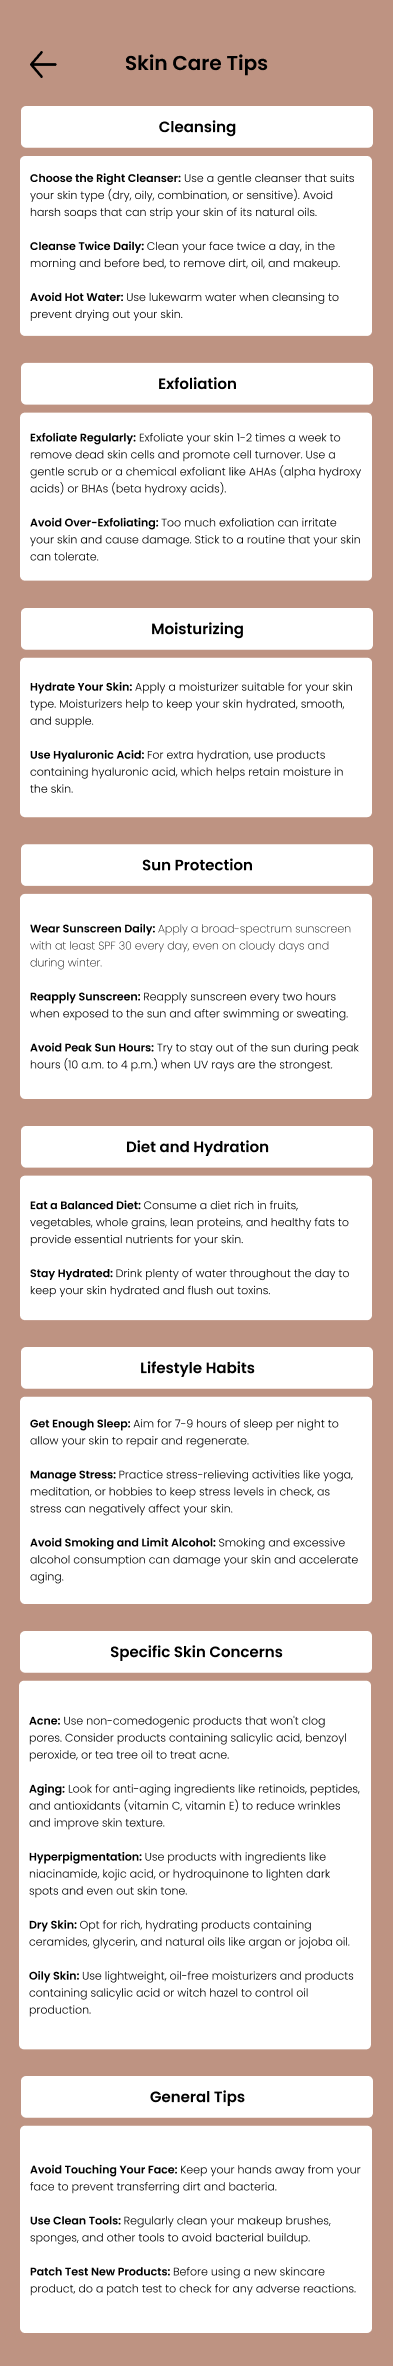 Skin Care Tips
Cleansing
Choose the Right Cleanser: Use a gentle cleanser that suits
your skin type (dry, oily, combination, or sensitive). Avoid
harsh soaps that can strip your skin of its natural oils.
Cleanse Twice Daily: Clean your face twice a day, in the
morning and before bed, to remove dirt, oil, and makeup.
Avoid Hot Water: Use lukewarm water when cleansing to
prevent drying out your skin.
Exfoliation
Exfoliate Regularly: Exfoliate your skin 1-2 times a week to
remove dead skin cells and promote cell turnover. Use a
gentle scrub or a chemical exfoliant like AHAs (alpha hydroxy
acids) or BHAs (beta hydroxy acids).
Avoid Over-Exfoliating: Too much exfoliation can irritate
your skin and cause damage. Stick to a routine that your skin
can tolerate.
Moisturizing
Hydrate Your Skin: Apply a moisturizer suitable for your skin
type. Moisturizers help to keep your skin hydrated, smooth,
and supple.
Use Hyaluronic Acid: For extra hydration, use products
containing hyaluronic acid, which helps retain moisture in
the skin.
Sun Protection
Wear Sunscreen Daily: Apply a broad-spectrum sunscreen
with at least SPF 30 every day, even on cloudy days and
during winter.
Reapply Sunscreen: Reapply sunscreen every two hours
when exposed to the sun and after swimming or sweating.
Avoid Peak Sun Hours: Try to stay out of the sun during peak
hours (10 a.m. to 4 p.m.) when UV rays are the strongest.
Diet and Hydration
Eat a Balanced Diet: Consume a diet rich in fruits,
vegetables, whole grains, lean proteins, and healthy fats to
provide essential nutrients for your skin.
Stay Hydrated: Drink plenty of water throughout the day to
keep your skin hydrated and flush out toxins.
Lifestyle Habits
Get Enough Sleep: Aim for 7-9 hours of sleep per night to
allow your skin to repair and regenerate.
Manage Stress: Practice stress-relieving activities like yoga,
meditation, or hobbies to keep stress levels in check, as
stress can negatively affect your skin.
Avoid Smoking and Limit Alcohol: Smoking and excessive
alcohol consumption can damage your skin and accelerate
aging.
Specific Skin Concerns
Acne: Use non-comedogenic products that won't clog
pores. Consider products containing salicylic acid, benzoyl
peroxide, or tea tree oil to treat acne.
Aging: Look for anti-aging ingredients like retinoids, peptides,
and antioxidants (vitamin C, vitamin E) to reduce wrinkles
and improve skin texture.
Hyperpigmentation: Use products with ingredients like
niacinamide, kojic acid, or hydroquinone to lighten dark
spots and even out skin tone.
Dry Skin: Opt for rich, hydrating products containing
ceramides, glycerin, and natural oils like argan or jojoba oil.
Oily Skin: Use lightweight, oil-free moisturizers and products
containing salicylic acid or witch hazel to control oil
production.
General Tips
Avoid Touching Your Face: Keep your hands away from your
face to prevent transferring dirt and bacteria.
Use Clean Tools: Regularly clean your makeup brushes,
sponges, and other tools to avoid bacterial buildup.
Patch Test New Products: Before using a new skincare
product, do a patch test to check for any adverse reactions.